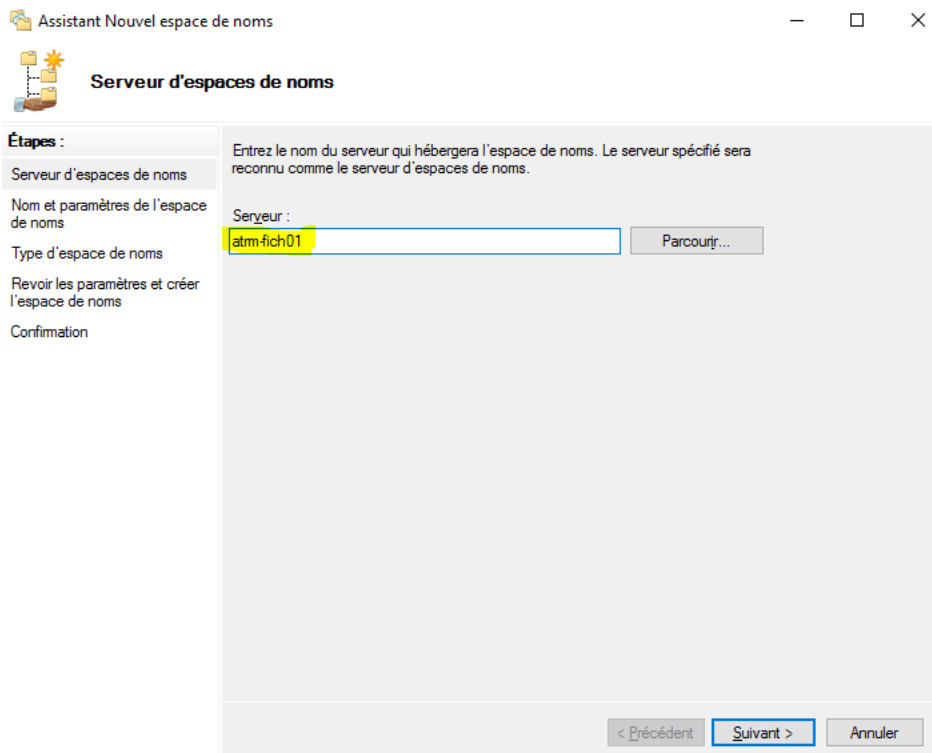 Assistant Nouvel espace de noms
Serveur d'espaces de noms
Étapes :
Serveur d'espaces de noms
Nom et paramètres de l'espace
de noms
Type d'espace de noms
Revoir les paramètres et créer
l'espace de noms
Confirmation
Entrez le nom du serveur qui hébergera l'espace de noms. Le serveur spécifié sera
reconnu comme le serveur d'espaces de noms.
Serveur :
atrm-fich01
Parcourir...
< Précédent
Suivant >
Annuler